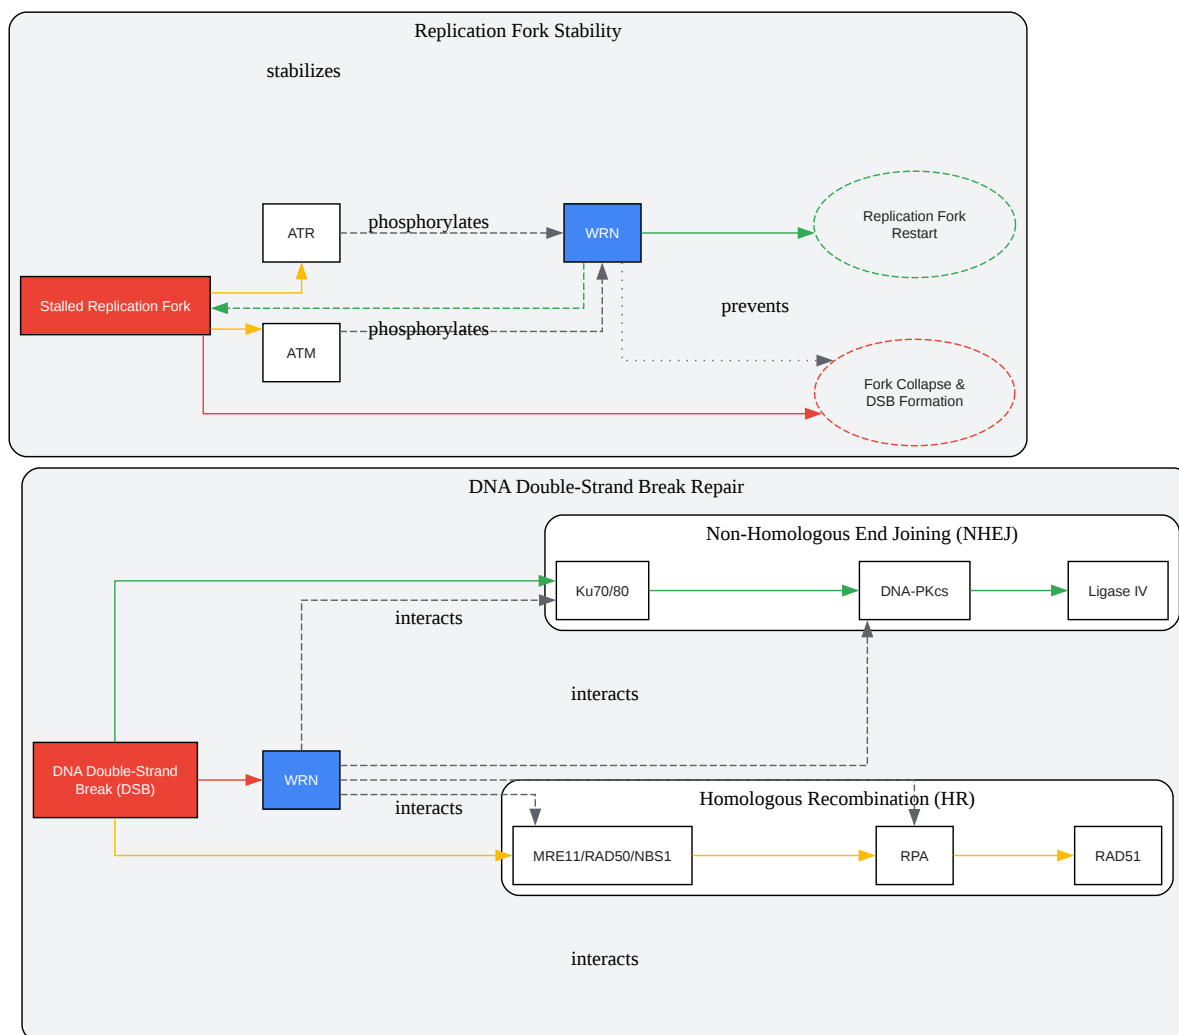 Replication Fork Stability
stabilizes
ATR
phosphorylates
WRN
Replication Fork
Restart
Stalled Replication Fork
prevents
ATM
phosphorylates
Fork Collapse &
DSB Formation
DNA Double-Strand Break Repair
Non-Homologous End Joining (NHEJ)
Ku70/80
DNA-PKcs
Ligase IV
interacts
interacts
DNA Double-Strand
Break (DSB)
WRN
interacts
Homologous Recombination (HR)
MRE11/RAD50/NBS1
RPA
RAD51
interacts